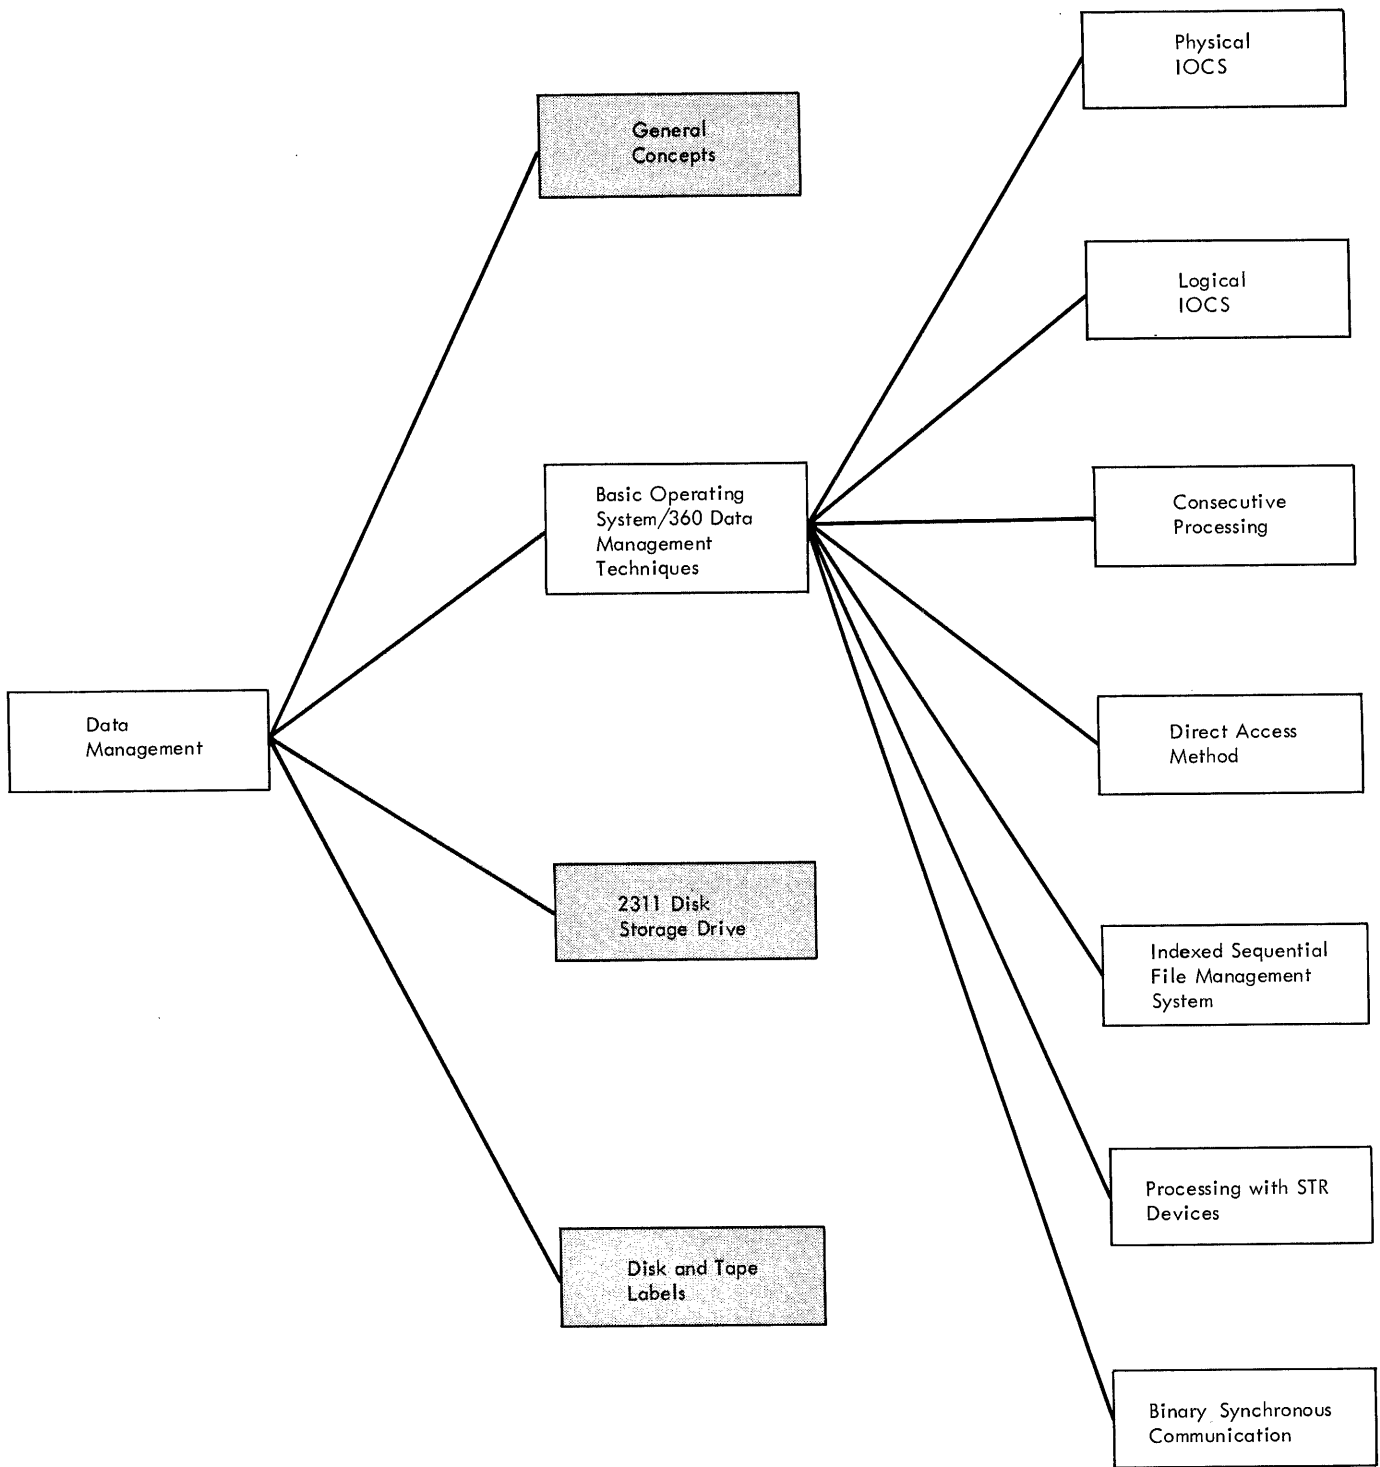 Physical
IOCS
General
Concepts
Logical
IOCS
Basic Operating
System/360 Data
Management
Techniques
Consecutive
Processing
Data
Management
Direct Access
Method
2311 Disk
Storage Drive
Indexed Sequential
File Management
System
Processing with STR
Devices
Disk and Tape
Labels
Binary Synchronous
Communication